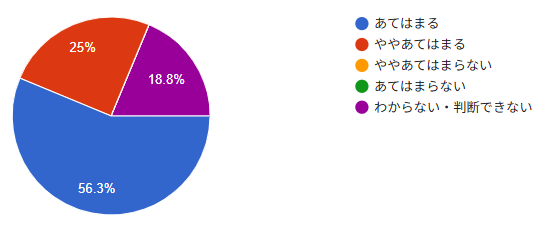 25%
18.8%
56.3%
あてはまる
ややあてはまる
ややあてはまらない
あてはまらない
わからない・判断できない